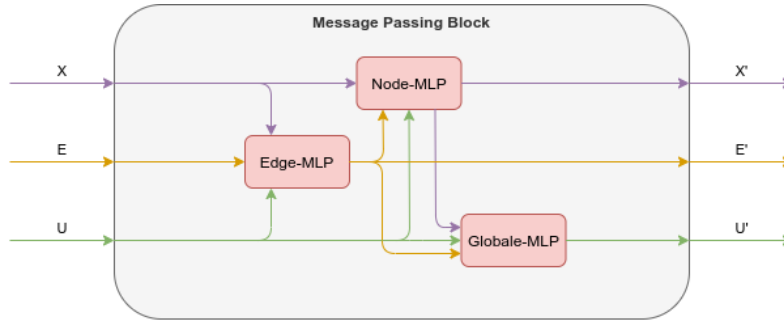 Message Passing Block
X
Node-MLP
X'
E
Edge-MLP
E'
U
Globale-MLP
U'